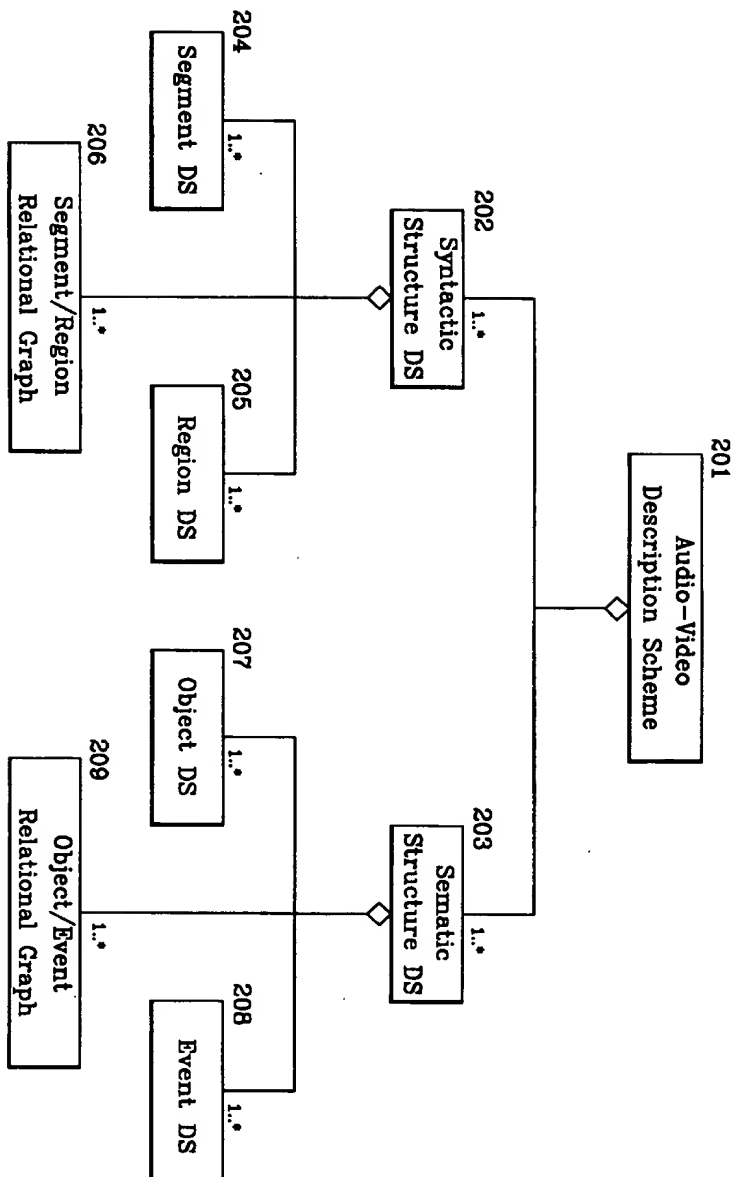 201
Audio-Video
Description Scheme
202
Syntactic
Structure DS
1..*
203
Sematic
Structure DS
1..*
204
Segment DS
1..*
205
Region DS
1..*
206
Segment/Region
Relational Graph
1..*
207
Object DS
1..*
208
Event DS
1..*
209
Object/Event
Relational Graph
1..*